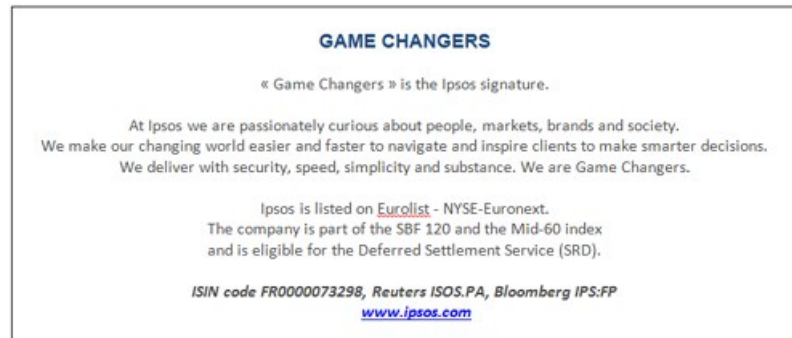 GAME CHANGERS
« Game Changers » is the Ipsos signature.
At Ipsos we are passionately curious about people, markets, brands and society.
We make our changing world easier and faster to navigate and inspire clients to make smarter decisions.
We deliver with security, speed, simplicity and substance. We are Game Changers.
Ipsos is listed on Eurolist - NYSE-Euronext.
The company is part of the SBF 120 and the Mid-60 index
and is eligible for the Deferred Settlement Service (SRD).
ISIN code FR0000073298, Reuters ISOS.PA, Bloomberg IPS:FP
www.ipsos.com